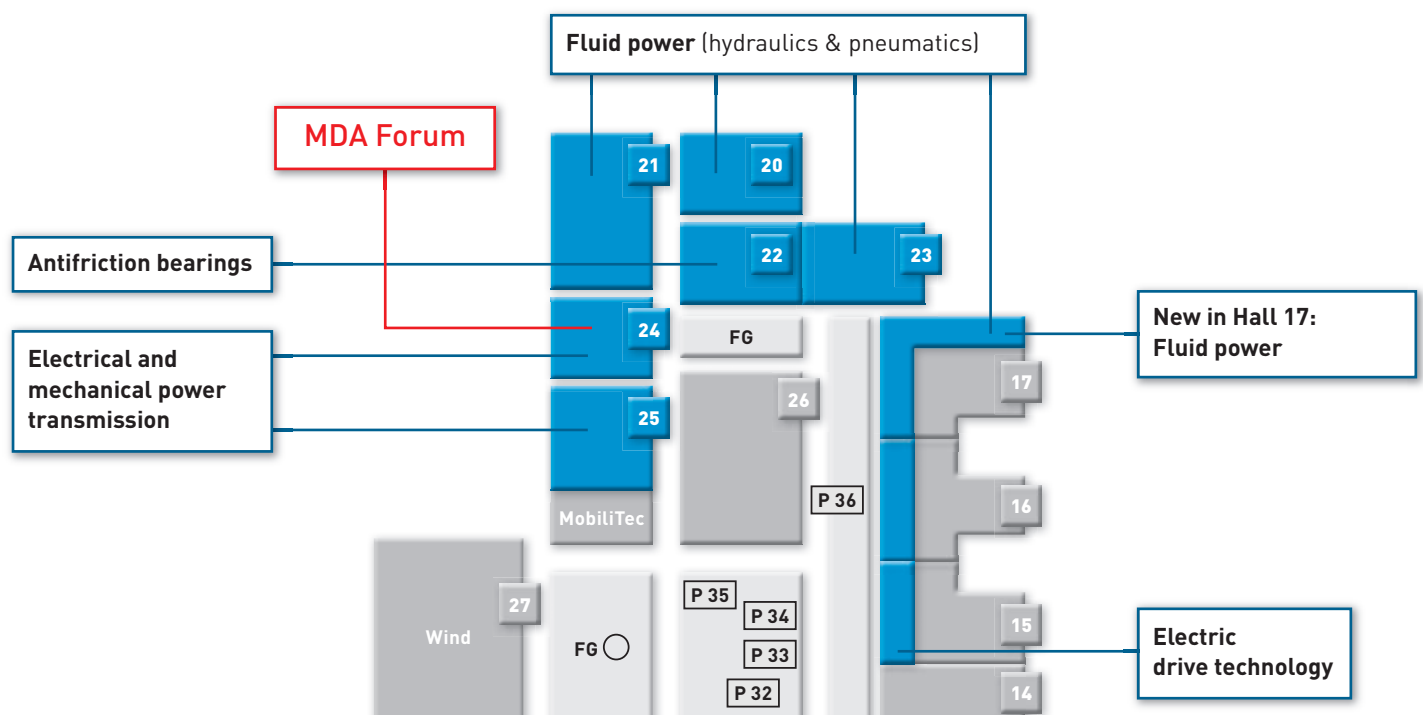 Fluid power (hydraulics & pneumatics)
MDA Forum
21
20
Antifriction bearings
22
23
24
FG
New in Hall 17:
Fluid power
Electrical and
mechanical power
transmission
17
26
25
P 36
16
MobiliTec
27
Wind
FG
P 35
P 34
P 33
P 32
15
Electric
drive technology
14